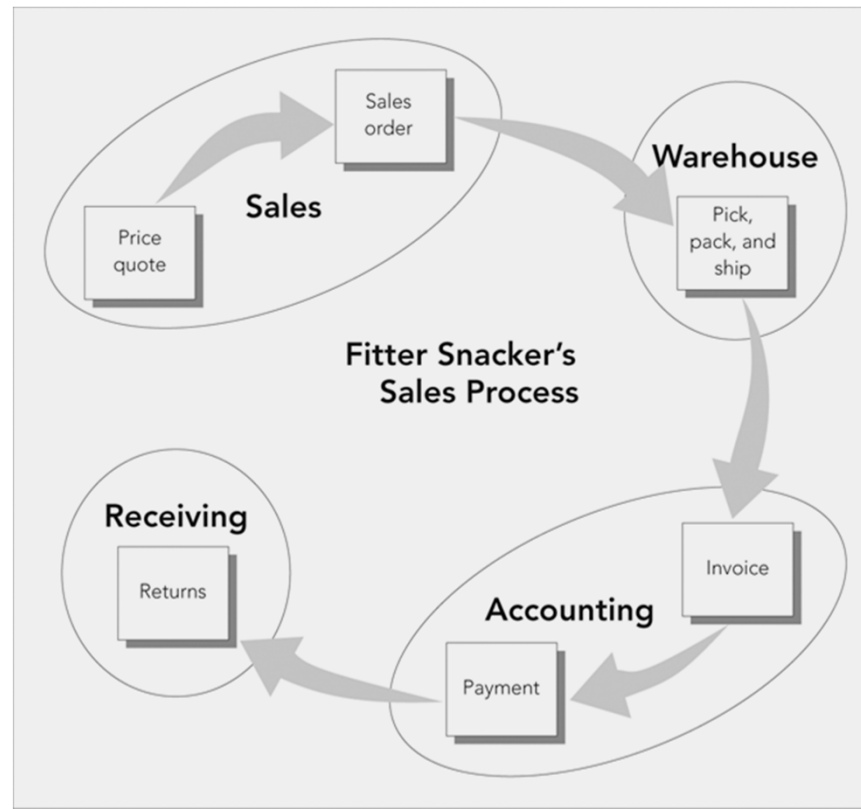 Sales
order
Sales
Price
quote
Warehouse
Pick,
pack, and
ship
Fitter Snacker’s
Sales Process
Receiving
Returns
Accounting
Invoice
Payment